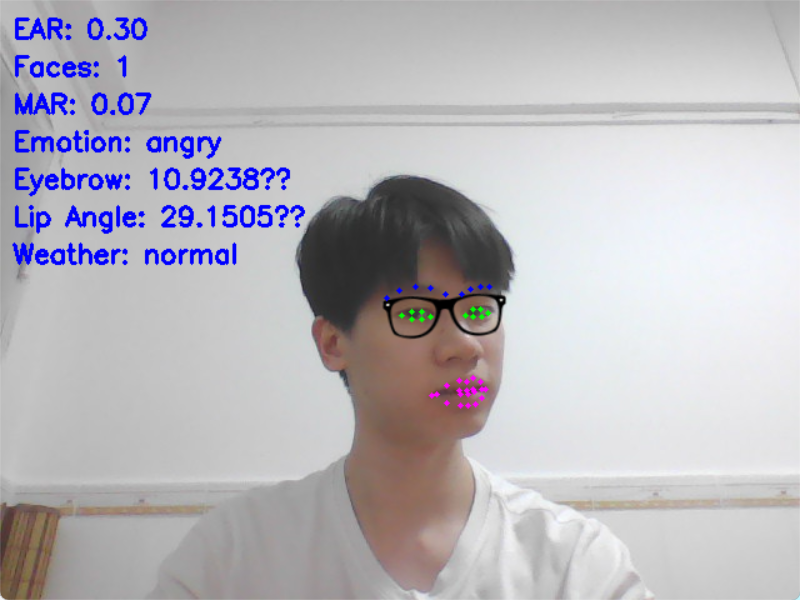 EAR: 0.30
Faces: 1
MAR: 0.07
Emotion: angry
Eyebrow: 10.9238??
Lip Angle: 29.1505??
Weather: normal